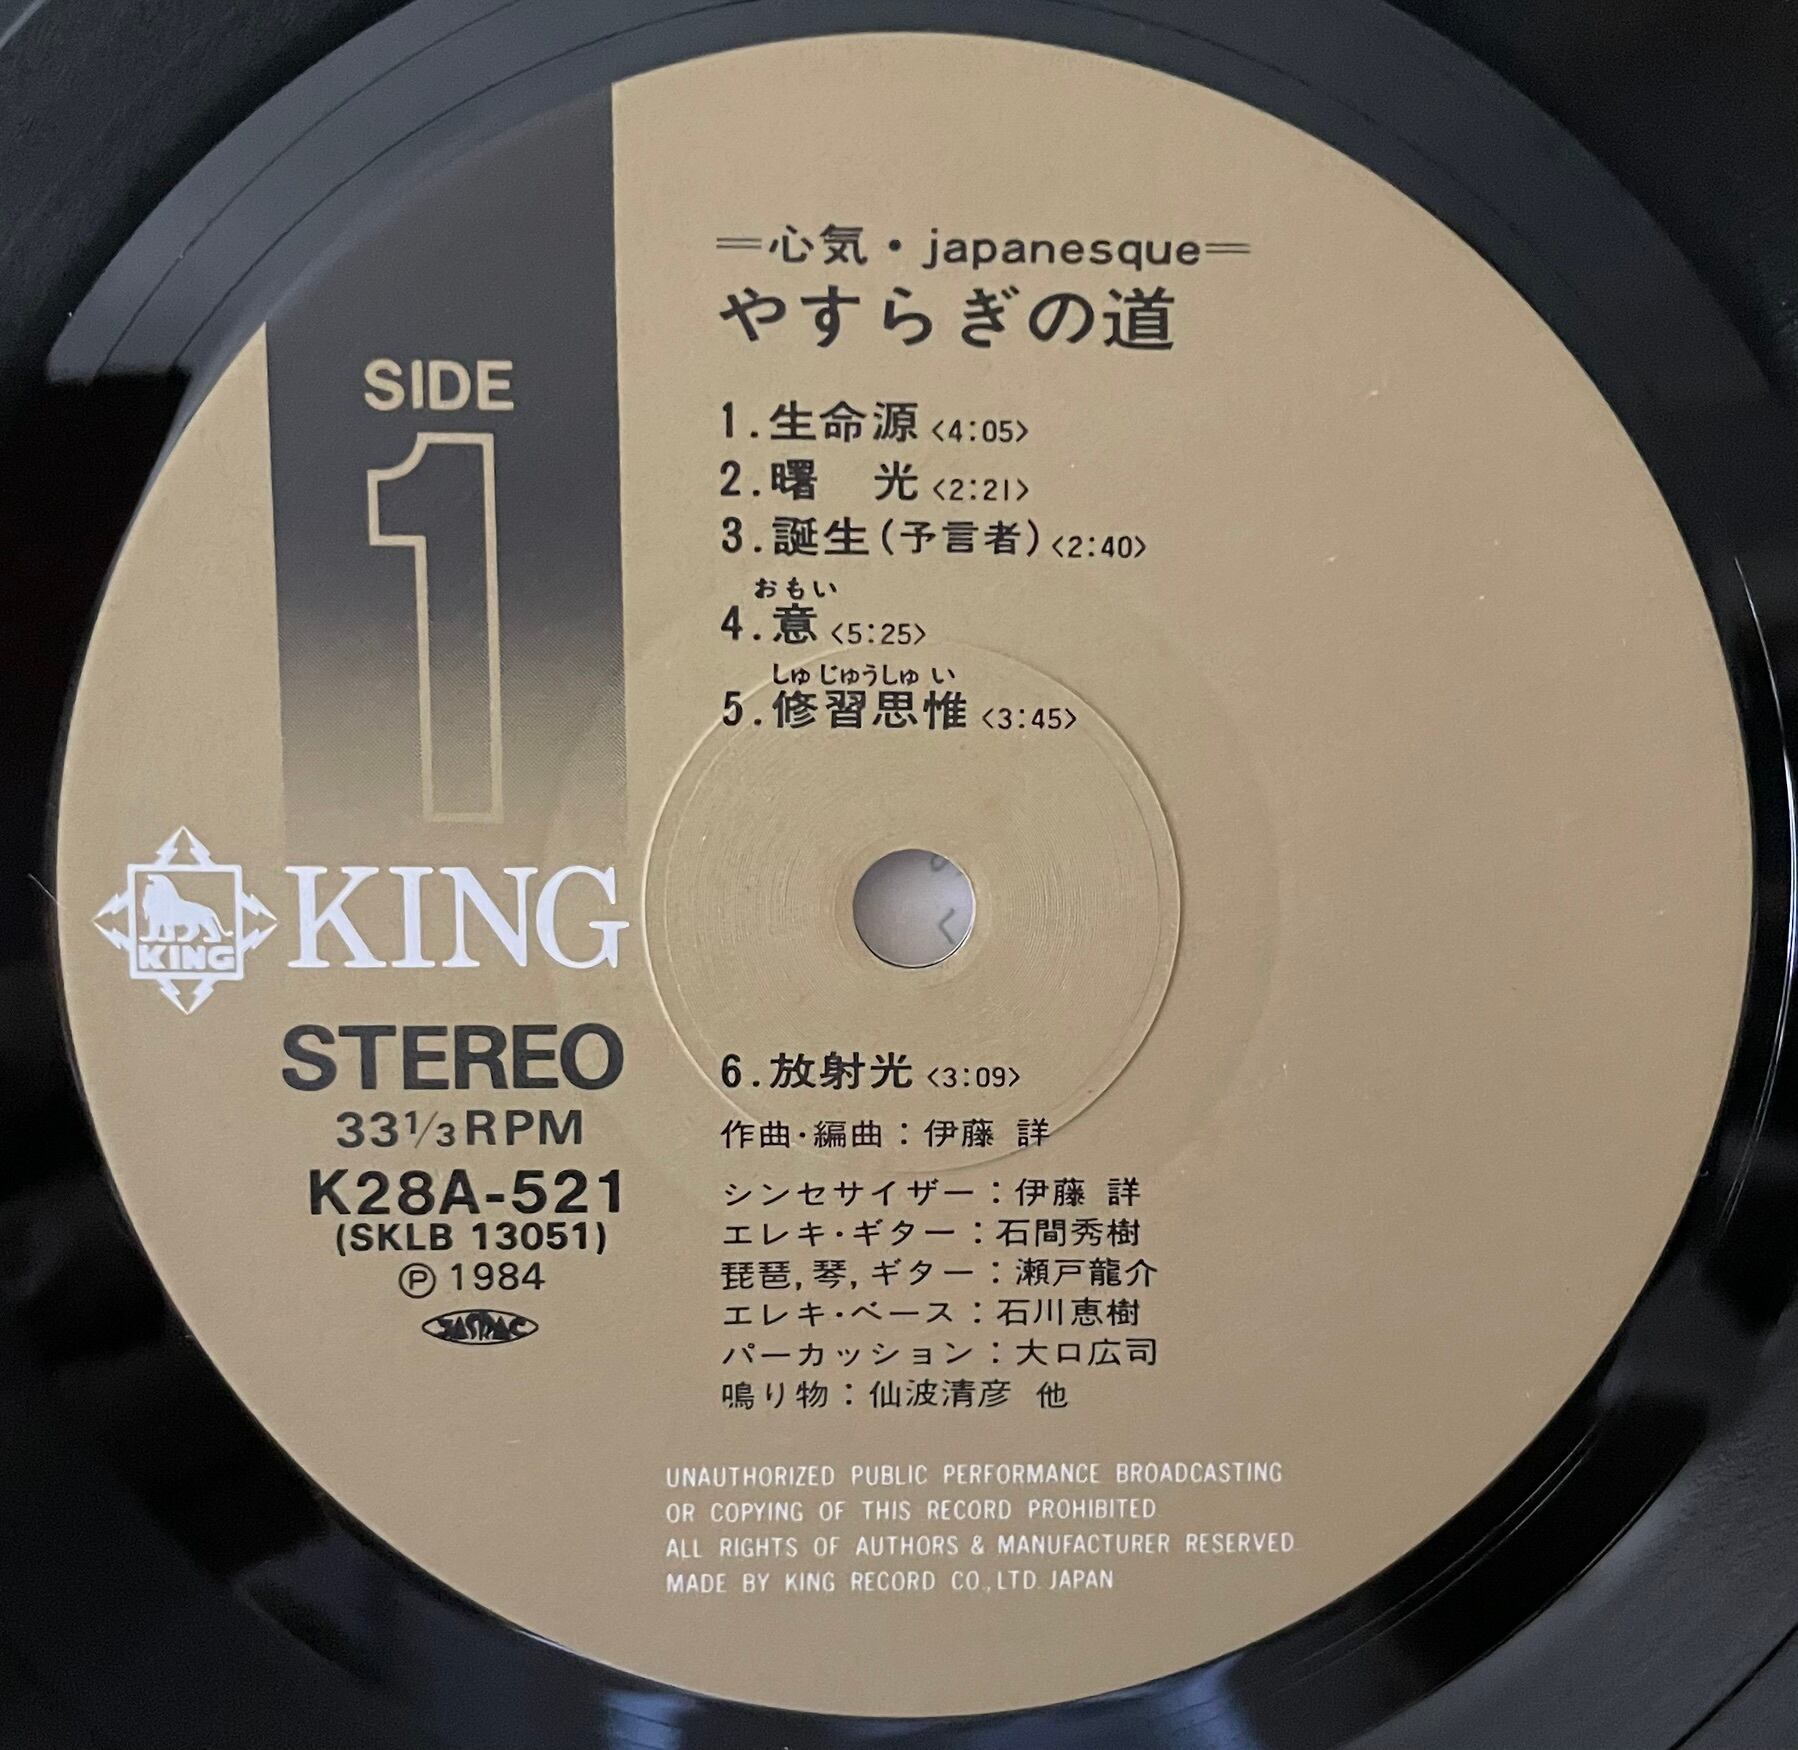 =心気・japanesque=
やすらぎの道
SIDE
1
1.生命源<4:05>
2.曙　光<2:21>
3.誕生(予言者)<2:40>
おもい
4.意<5:25>
しゅじゅうしゅい
5.修習思惟<3:45>
KING
KING
STEREO
33 1/3 RPM
K28A-521
(SKLB 13051)
Ⓟ 1984
JASRAC
6.放射光<3:09>
作曲・編曲：伊藤 詳
シンセサイザー：伊藤 詳
エレキ・ギター：石間秀樹
琵琶,琴,ギター：瀬戸龍介
エレキ・ベース：石川恵樹
パーカッション：大口広司
鳴り物：仙波清彦 他
UNAUTHORIZED PUBLIC PERFORMANCE BROADCASTING
OR COPYING OF THIS RECORD PROHIBITED
ALL RIGHTS OF AUTHORS & MANUFACTURER RESERVED
MADE BY KING RECORD CO.,LTD. JAPAN